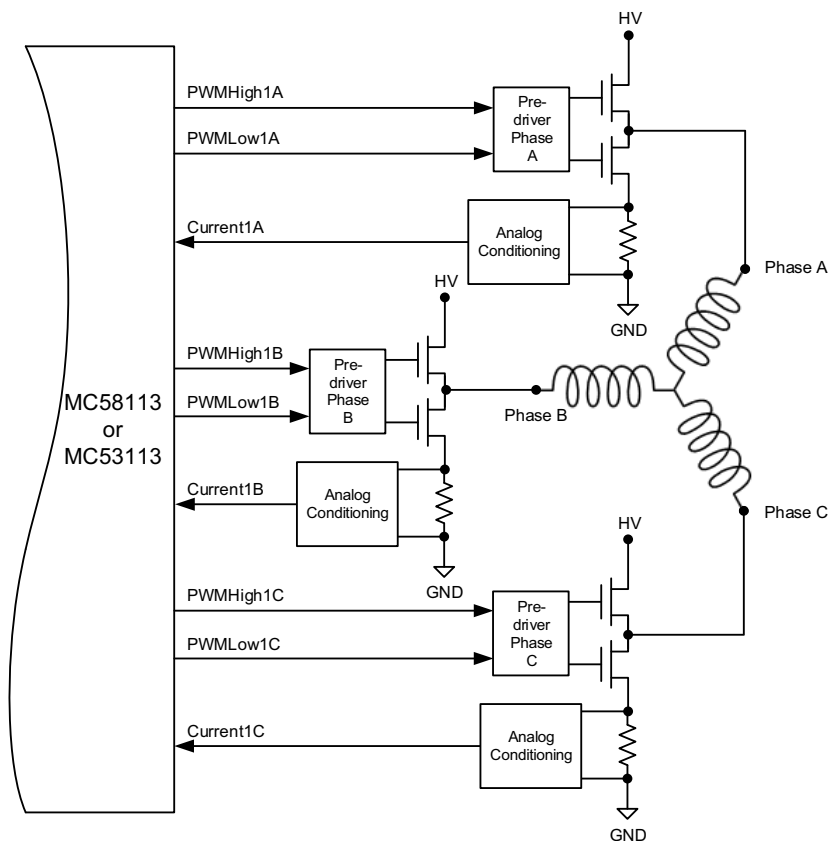 HV
PWMHigh1A
Pre-
driver
Phase
A
PWMLow1A
Current1A
Analog
Conditioning
GND
Phase A
HV
PWMHigh1B
Pre-
driver
Phase
B
PWMLow1B
Phase B
MC58113
or
MC53113
Current1B
Analog
Conditioning
GND
Phase C
HV
PWMHigh1C
Pre-
driver
Phase
C
PWMLow1C
Current1C
Analog
Conditioning
GND